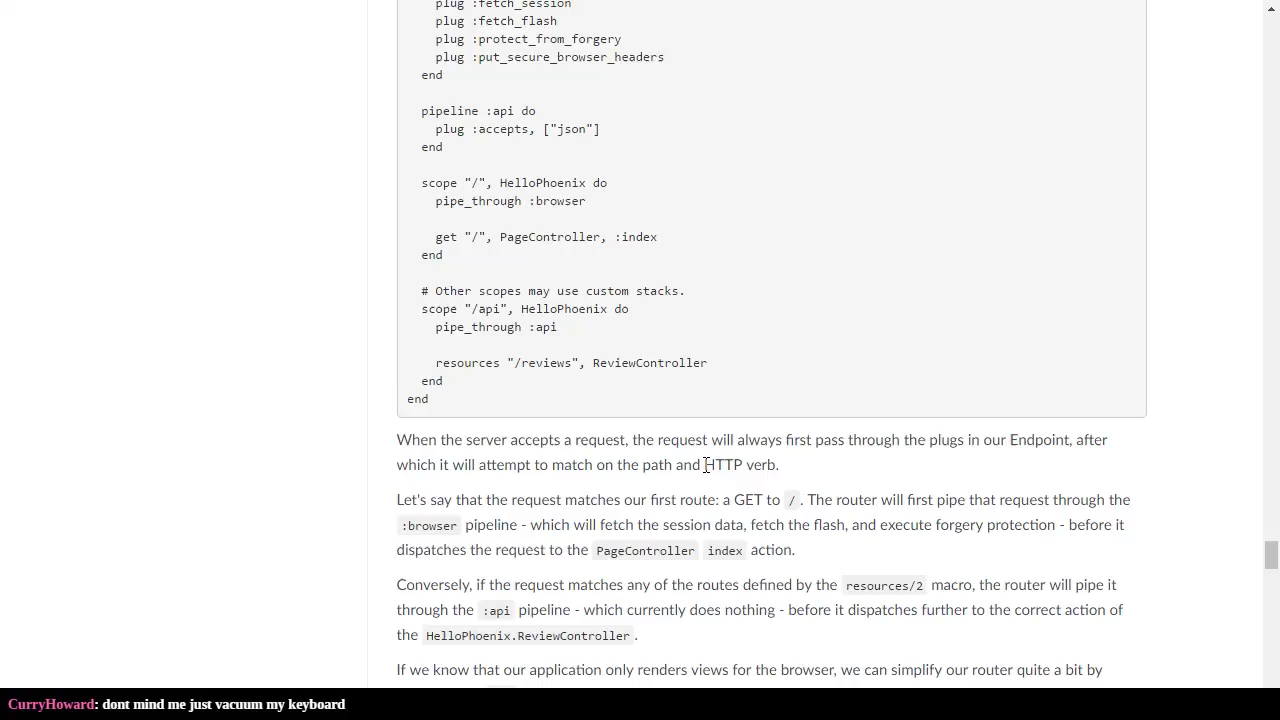 plug :fetch_session
plug :fetch_flash
plug :protect_from_forgery
plug :put_secure_browser_headers
end
pipeline :api do
plug :accepts, ["json"]
end
scope "/", HelloPhoenix do
pipe_through :browser
get "/", PageController, :index
end
# Other scopes may use custom stacks.
scope "/api", HelloPhoenix do
pipe_through :api
resources "/reviews", ReviewController
end
end
When the server accepts a request, the request will always first pass through the plugs in our Endpoint, after
which it will attempt to match on the path and HTTP verb.
Let's say that the request matches our first route: a GET to / . The router will first pipe that request through the
:browser pipeline - which will fetch the session data, fetch the flash, and execute forgery protection - before it
dispatches the request to the PageController index action.
Conversely, if the request matches any of the routes defined by the resources/2 macro, the router will pipe it
through the :api pipeline - which currently does nothing - before it dispatches further to the correct action of
the HelloPhoenix.ReviewController .
If we know that our application only renders views for the browser, we can simplify our router quite a bit by
CurryHoward: dont mind me just vacuum my keyboard